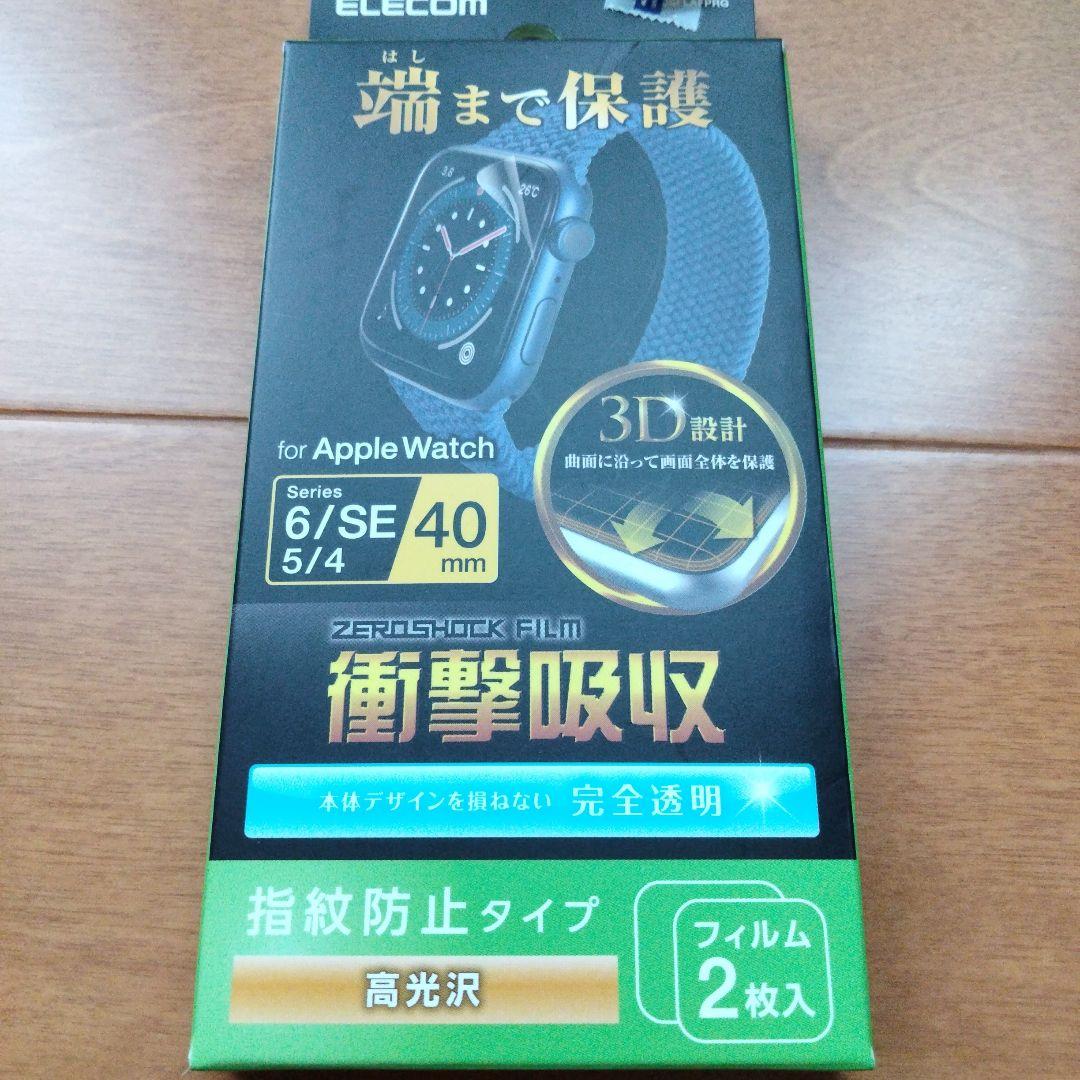 ELECOM
はし
端まで保護
3.8
26℃
3D設計
曲面に沿って画面全体を保護
for Apple Watch
Series
6/SE
5/4
40
mm
ZEROSHOCK FILM
衝撃吸収
本体デザインを損ねない 完全透明
指紋防止タイプ
高光沢
フィルム
2枚入